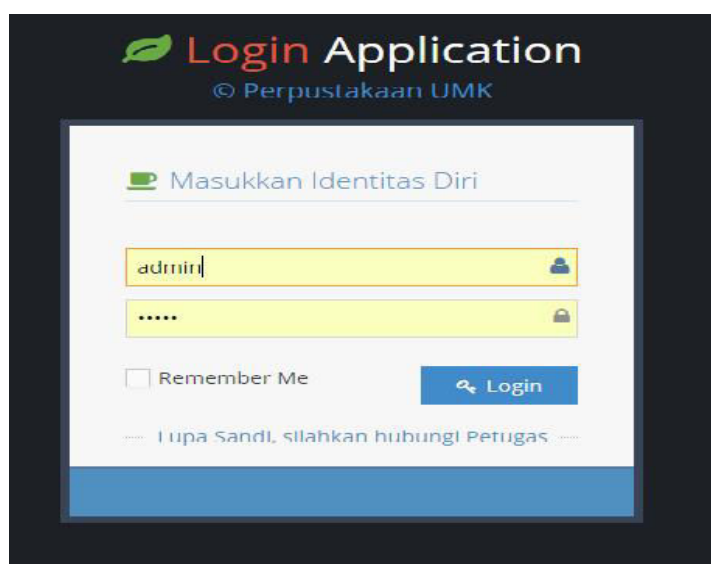 Login Application
© Perpustakaan UMK
Masukkan Identitas Diri
admin
•••••
Remember Me
Login
Lupa Sandi, silahkan hubungi Petugas